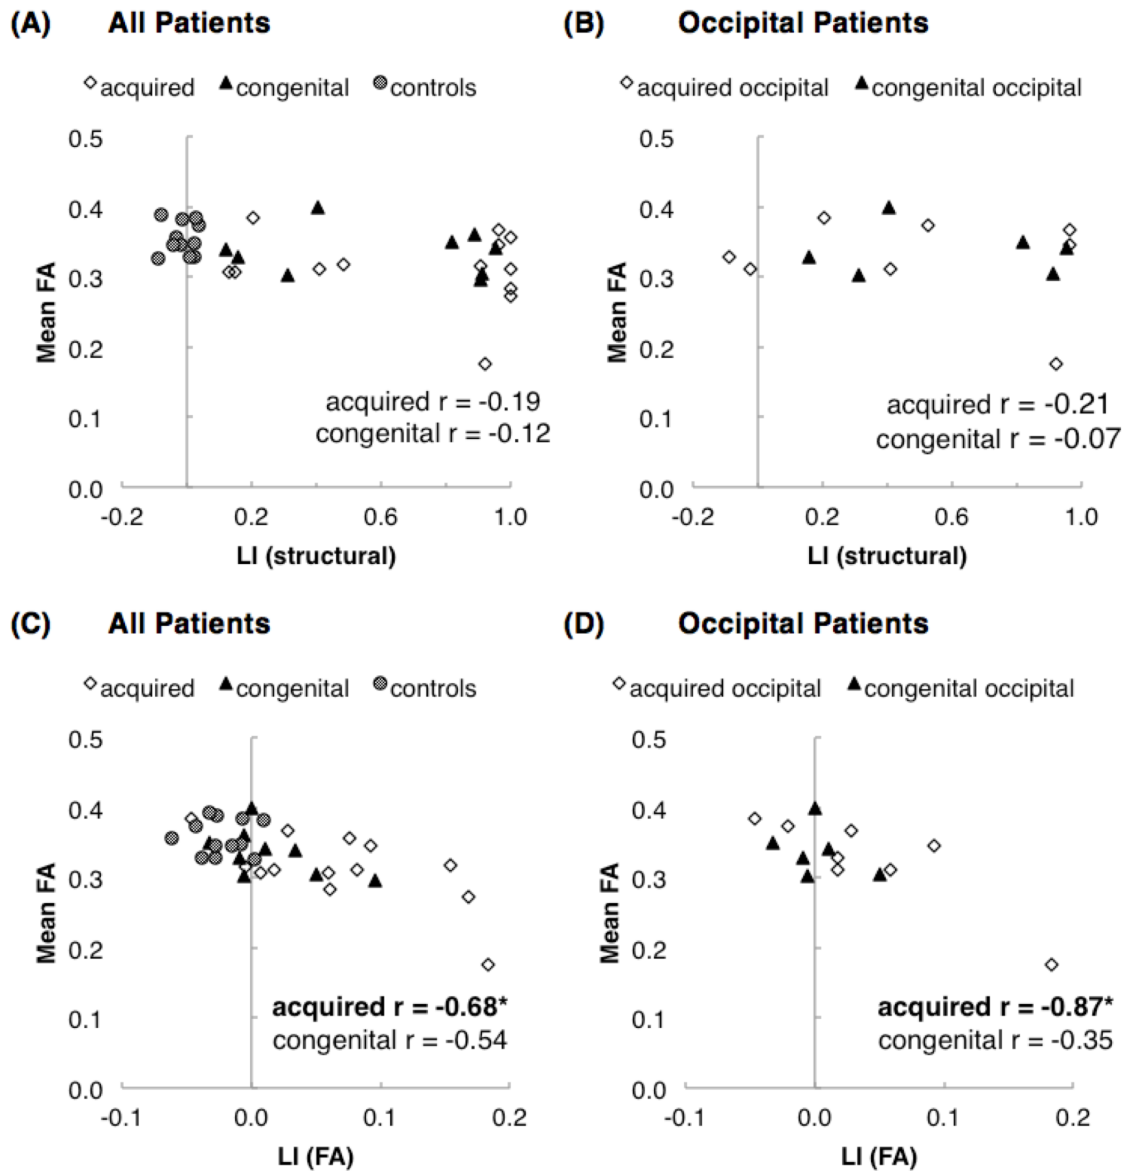 (A) All Patients
(B) Occipital Patients
acquired congenital controls
acquired occipital congenital occipital
0.5
0.4
0.3
0.2
0.1
0.0
Mean FA
acquired r = -0.19
congenital r = -0.12
-0.2 0.2 0.6 1.0
LI (structural)
0.5
0.4
0.3
0.2
0.1
0.0
Mean FA
acquired r = -0.21
congenital r = -0.07
-0.2 0.2 0.6 1.0
LI (structural)
(C) All Patients
(D) Occipital Patients
acquired congenital controls
acquired occipital congenital occipital
0.5
0.4
0.3
0.2
0.1
0.0
Mean FA
acquired r = -0.68*
congenital r = -0.54
-0.1 0.0 0.1 0.2
LI (FA)
0.5
0.4
0.3
0.2
0.1
0.0
Mean FA
acquired r = -0.87*
congenital r = -0.35
-0.1 0.0 0.1 0.2
LI (FA)